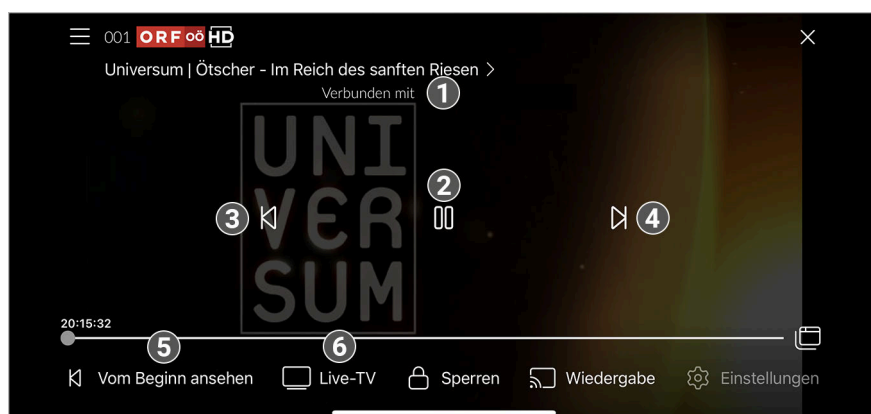 001 ORF oö HD
Universum | Ötscher - Im Reich des sanften Riesen >
Verbunden mit 1
UNI
2
3 VER 4
SUM
20:15:32
5 6
Vom Beginn ansehen Live-TV Sperren Wiedergabe Einstellungen